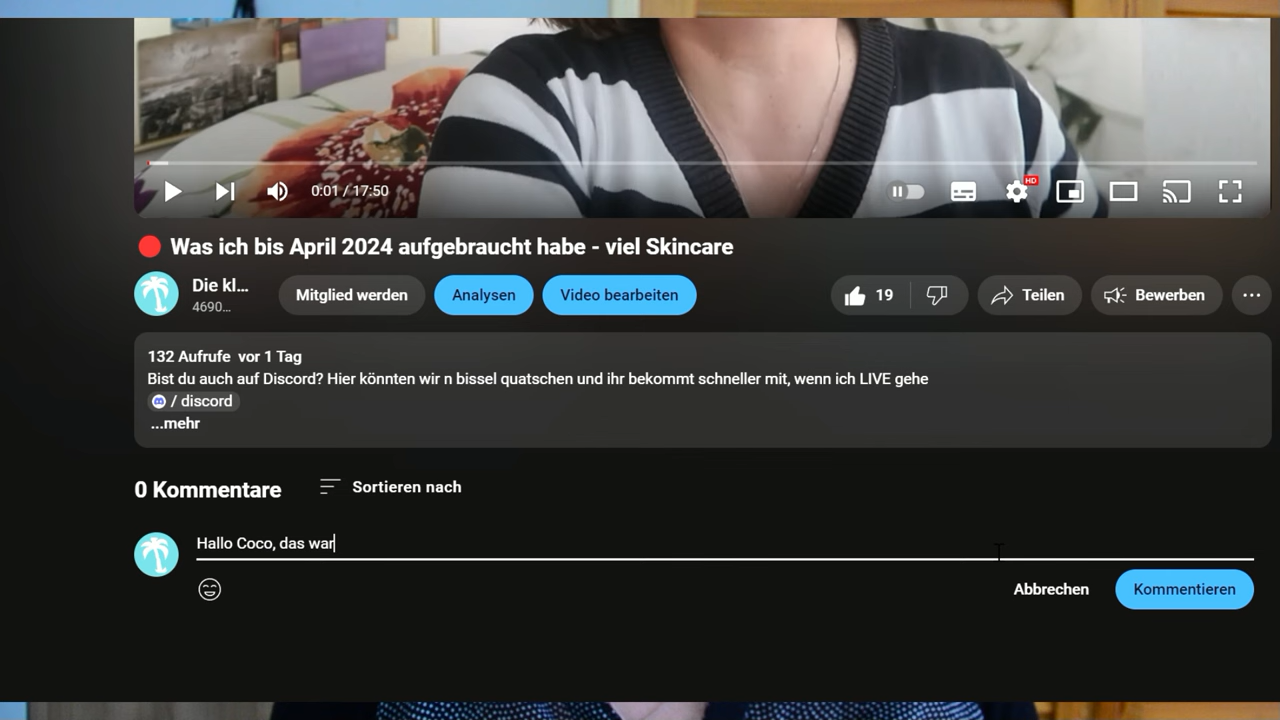 0:01 / 17:50
HD
🔴 Was ich bis April 2024 aufgebraucht habe - viel Skincare
Die kl...
4690...
Mitglied werden
Analysen
Video bearbeiten
19
Teilen
Bewerben
132 Aufrufe vor 1 Tag
Bist du auch auf Discord? Hier könnten wir n bissel quatschen und ihr bekommt schneller mit, wenn ich LIVE gehe
/ discord
...mehr
0 Kommentare
Sortieren nach
Hallo Coco, das war
Abbrechen
Kommentieren